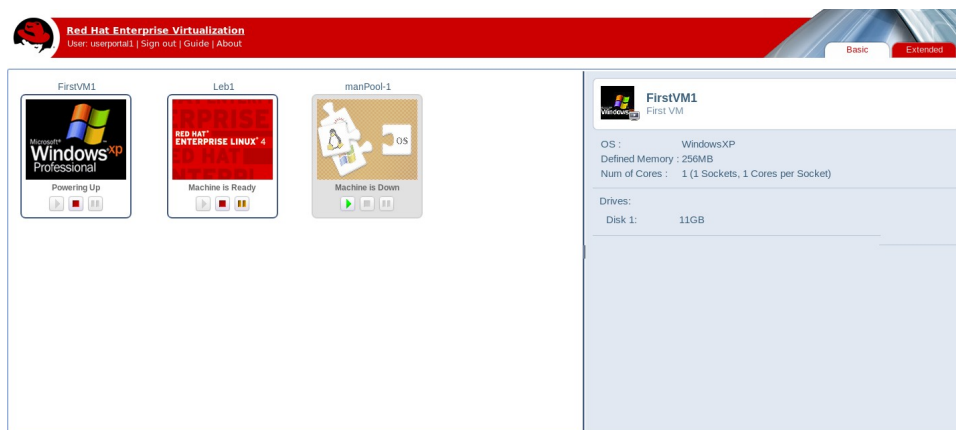 Red Hat Enterprise Virtualization
User: userportal1 | Sign out | Guide | About
Basic
Extended
FirstVM1
Leb1
manPool-1
Microsoft®
Windows xp
Professional
RED HAT®
ENTERPRISE LINUX® 4
OS
Powering Up
Machine is Ready
Machine is Down
Windows
FirstVM1
First VM
OS : WindowsXP
Defined Memory : 256MB
Num of Cores : 1 (1 Sockets, 1 Cores per Socket)
Drives:
Disk 1: 11GB